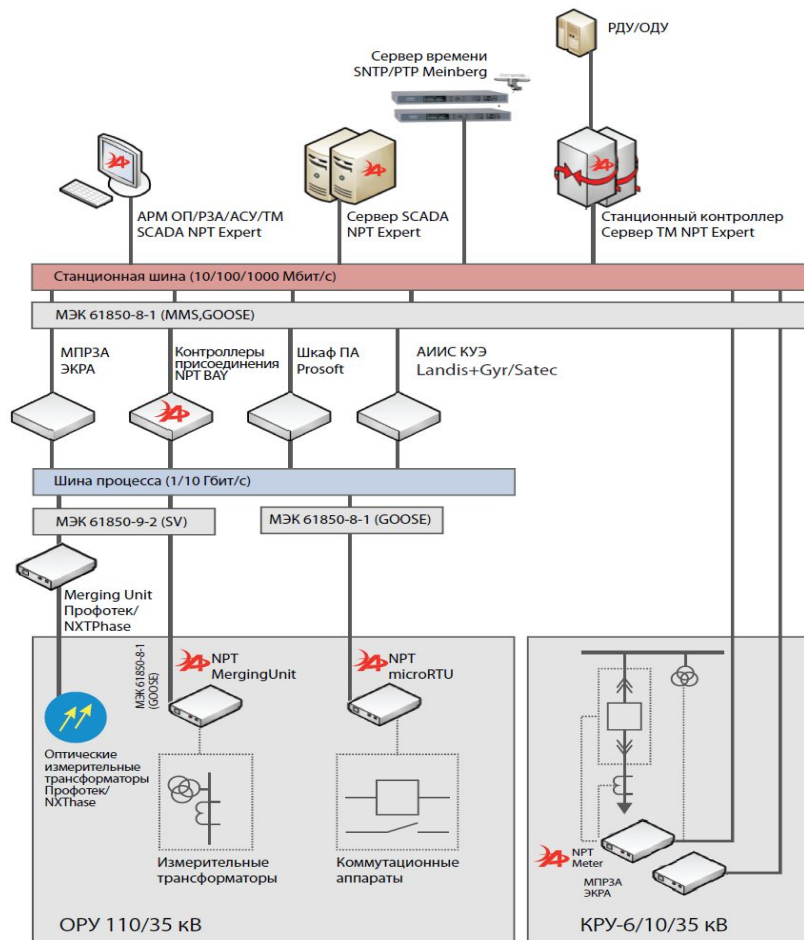 РДУ/ОДУ
Сервер времени
SNTP/PTP Meinberg
АРМ ОП/РЗА/АСУ/ТМ
SCADA NPT Expert
Сервер SCADA
NPT Expert
Станционный контроллер
Сервер ТМ NPT Expert
Станционная шина (10/100/1000 Мбит/с)
МЭК 61850-8-1 (MMS,GOOSE)
МПРЗА
ЭКРА
Контроллеры
присоединения
NPT BAY
Шкаф ПА
Prosoft
АИИС КУЭ
Landis+Gyr/Satec
Шина процесса (1/10 Гбит/с)
МЭК 61850-9-2 (SV)
МЭК 61850-8-1 (GOOSE)
Merging Unit
Профотек/
NXTPhase
МЭК 61850-8-1
(GOOSE)
NPT
MergingUnit
NPT
microRTU
Оптические
измерительные
трансформаторы
Профотек/
NXThase
Измерительные
трансформаторы
Коммутационные
аппараты
NPT
Meter
МПРЗА
ЭКРА
ОРУ 110/35 кВ
КРУ-6/10/35 кВ